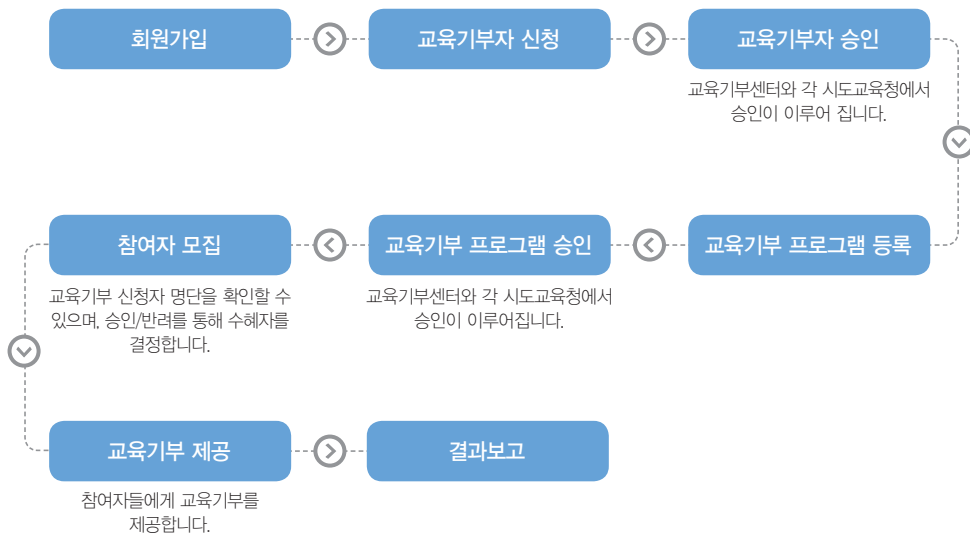 회원가입
교육기부자 신청
교육기부자 승인
교육기부센터와 각 시도교육청에서
승인이 이루어 집니다.
교육기부 프로그램 등록
교육기부 프로그램 승인
교육기부센터와 각 시도교육청에서
승인이 이루어집니다.
참여자 모집
교육기부 신청자 명단을 확인할 수
있으며, 승인/반려를 통해 수혜자를
결정합니다.
교육기부 제공
참여자들에게 교육기부를
제공합니다.
결과보고